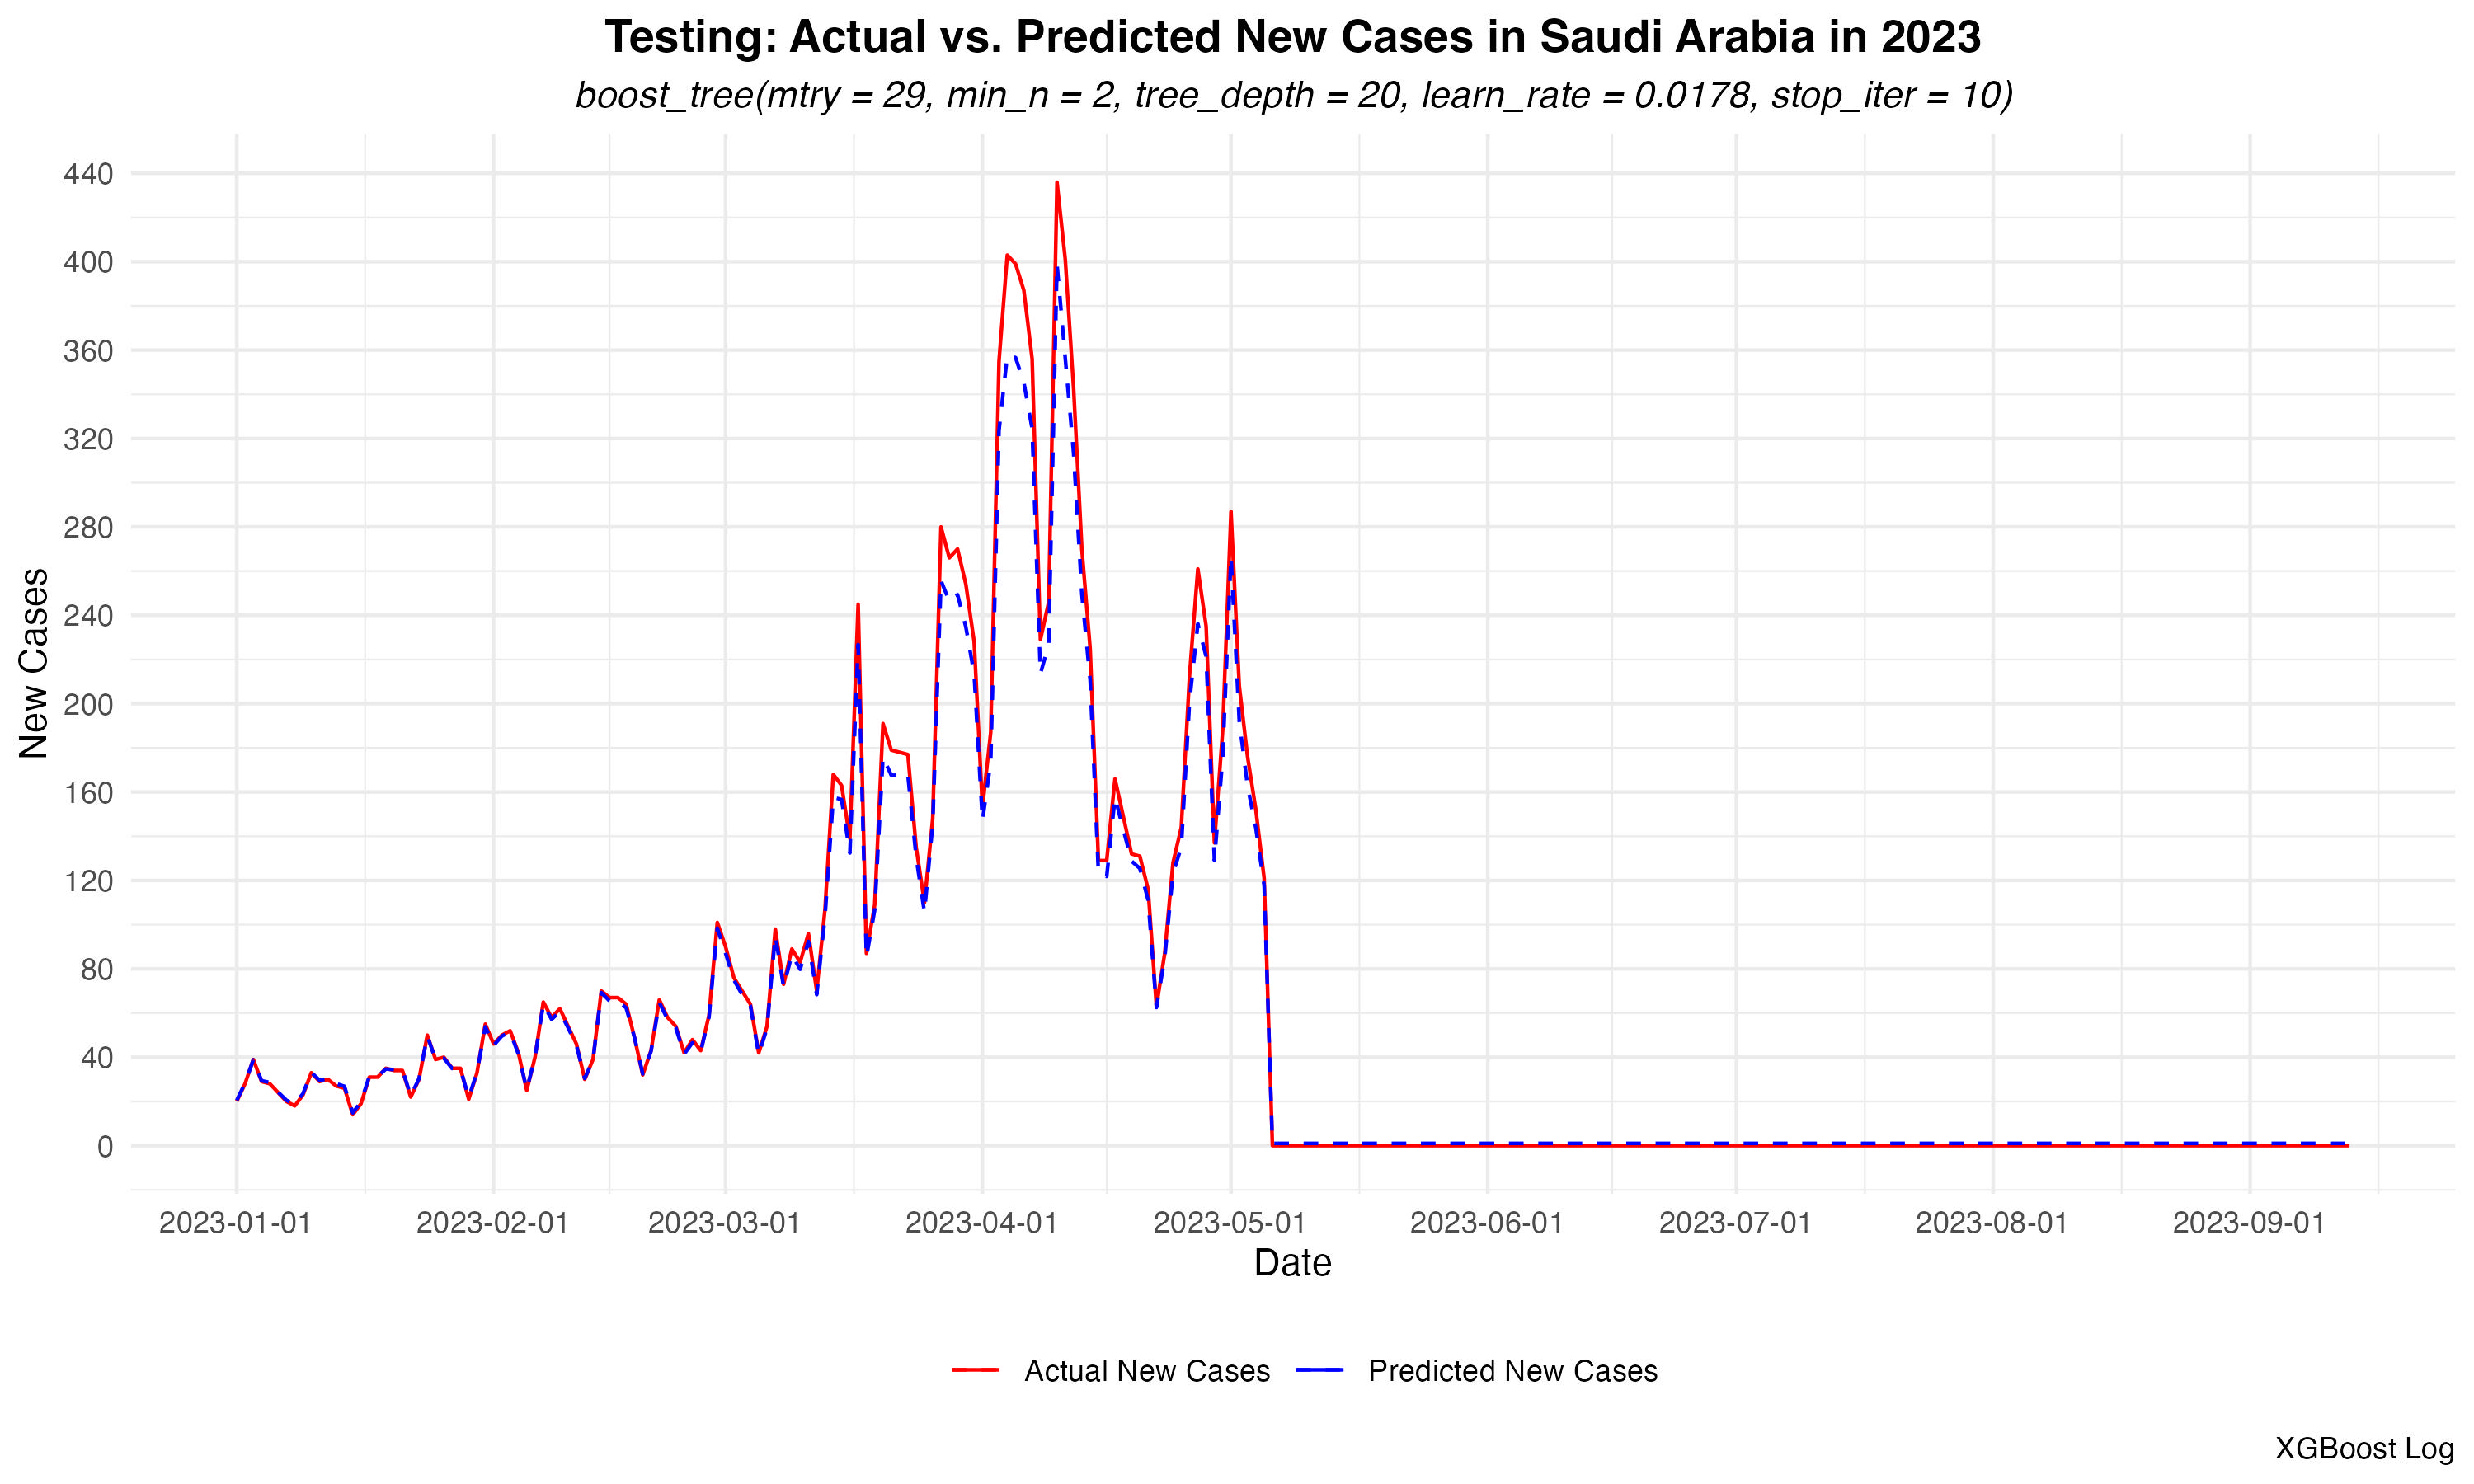 Testing: Actual vs. Predicted New Cases in Saudi Arabia in 2023
boost_tree(mtry = 29, min_n = 2, tree_depth = 20, learn_rate = 0.0178, stop_iter = 10)
New Cases
440
400
360
320
280
240
200
160
120
80
40
0
2023-01-01 2023-02-01 2023-03-01 2023-04-01 2023-05-01 2023-06-01 2023-07-01 2023-08-01 2023-09-01
Date
Actual New Cases Predicted New Cases
XGBoost Log